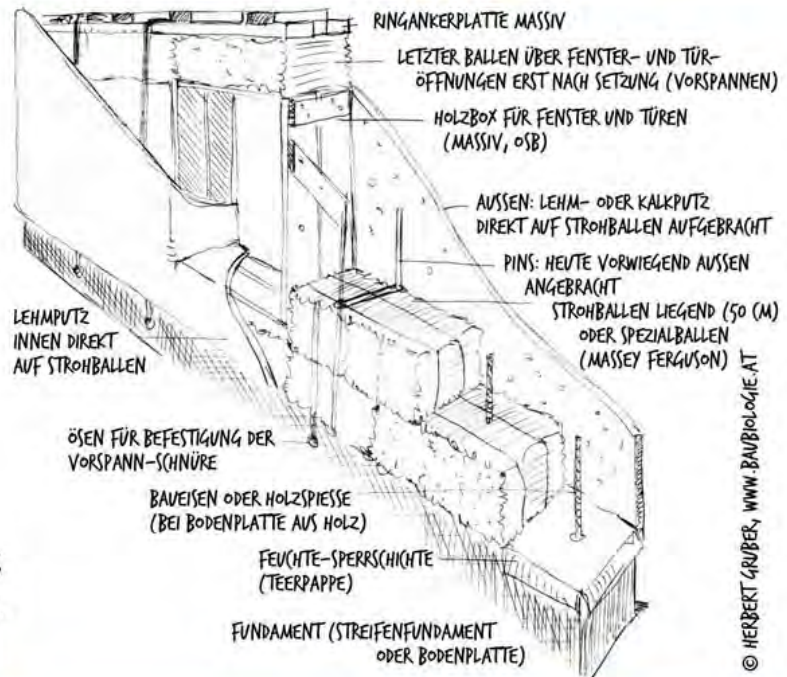 RINGANKERPLATTE MASSIV
LETZTER BALLEN ÜBER FENSTER- UND TÜR-
ÖFFNUNGEN ERST NACH SETZUNG (VORSPANNEN)
HOLZBOX FÜR FENSTER UND TÜREN
(MASSIV, OSB)
AUSSEN: LEHM- ODER KALKPUTZ
DIREKT AUF STROHBALLEN AUFGEBRACHT
PINS: HEUTE VORWIEGEND AUSSEN
ANGEBRACHT
STROHBALLEN LIEGEND (50 CM)
ODER SPEZIALBALLEN
(MASSEY FERGUSON)
LEHMPUTZ
INNEN DIREKT
AUF STROHBALLEN
ÖSEN FÜR BEFESTIGUNG DER
VORSPANN-SCHNÜRE
BAUEISEN ODER HOLZSPIESSE
(BEI BODENPLATTE AUS HOLZ)
FEUCHTE-SPERRSCHICHTE
(TEERPAPPE)
FUNDAMENT (STREIFENFUNDAMENT
ODER BODENPLATTE)
© HERBERT GRUBER, WWW.BAUBIOLOGIE.AT